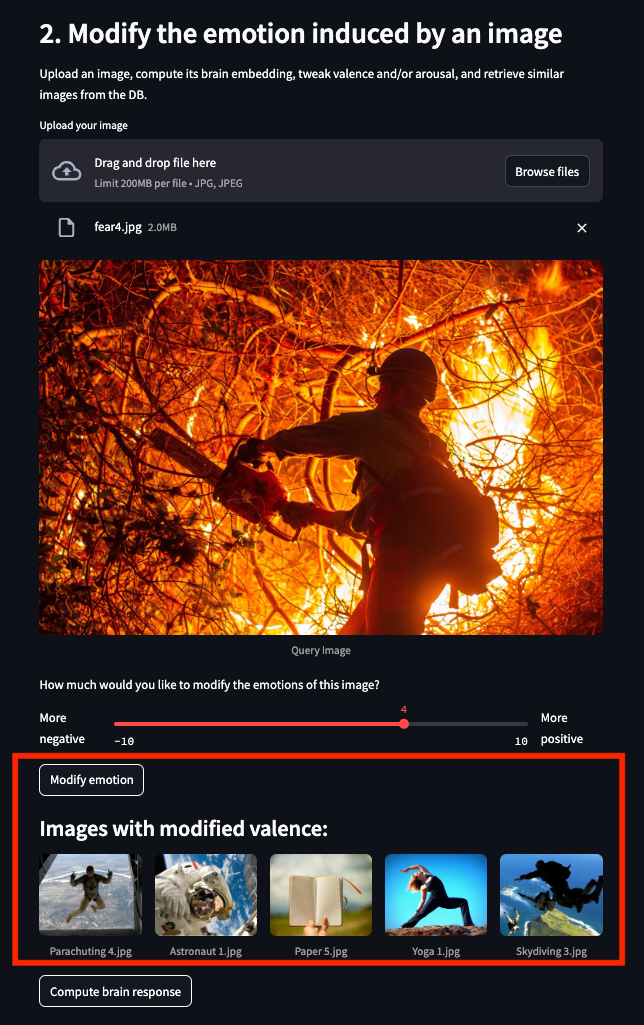 2. Modify the emotion induced by an image
Upload an image, compute its brain embedding, tweak valence and/or arousal, and retrieve similar
images from the DB.
Upload your image
Drag and drop file here
Limit 200MB per file • JPG, JPEG
Browse files
fear4.jpg 2.0MB
Query Image
How much would you like to modify the emotions of this image?
4
More
negative
−10
10
More
positive
Modify emotion
Images with modified valence:
Parachuting 4.jpg
Astronaut 1.jpg
Paper 5.jpg
Yoga 1.jpg
Skydiving 3.jpg
Compute brain response